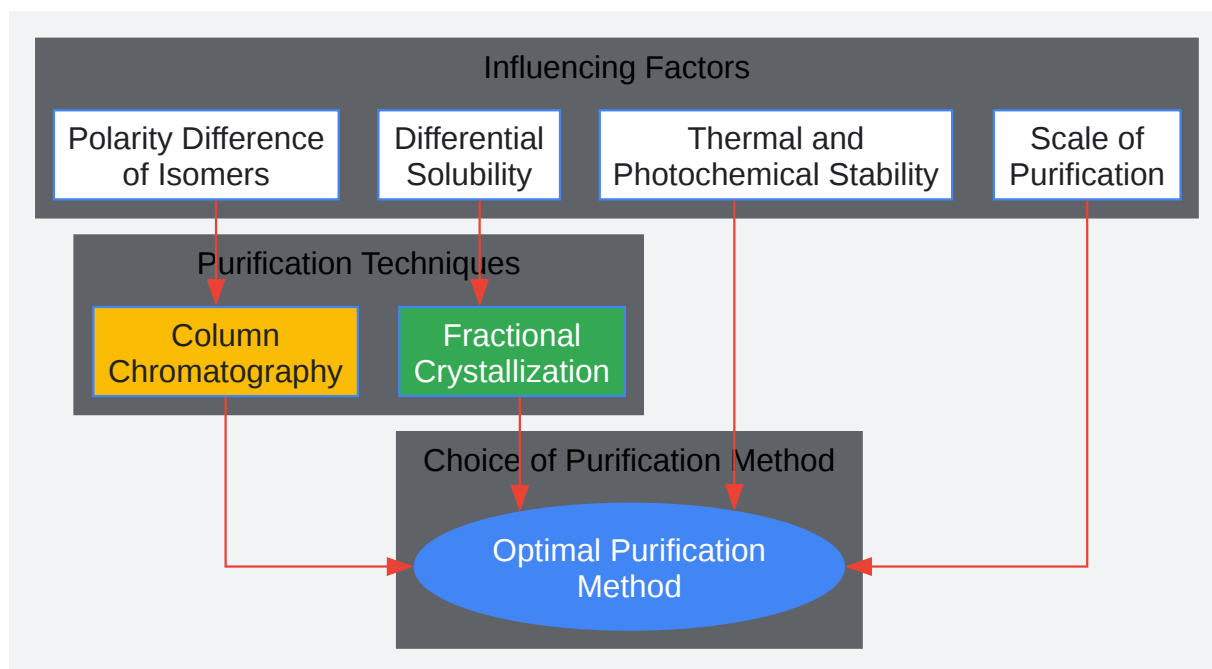 Influencing Factors
Polarity Difference
of Isomers
Differential
Solubility
Thermal and
Photochemical Stability
Scale of
Purification
Purification Techniques
Column
Chromatography
Fractional
Crystallization
Choice of Purification Method
Optimal Purification
Method